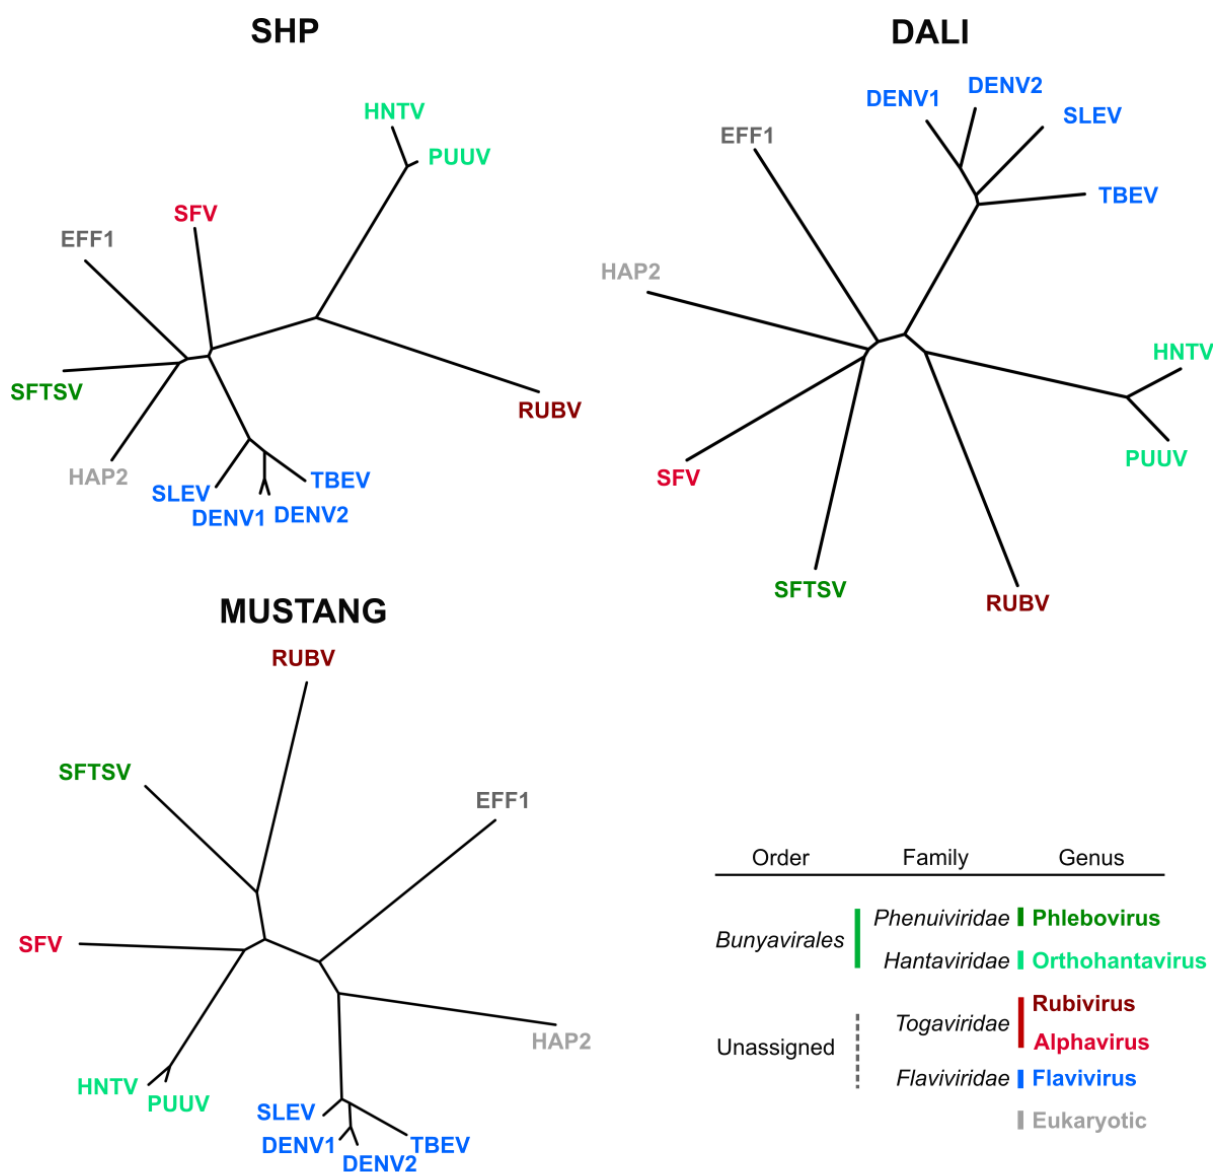 SHP
HNTV
PUUV
SFV
EFF1
SFTSV
HAP2
RUBV
SLEV
TBEV
DENV1
DENV2
DALI
DENV1
DENV2
SLEV
EFF1
TBEV
HAP2
HNTV
SFV
PUUV
SFTSV
RUBV
MUSTANG
RUBV
SFTSV
EFF1
SFV
HAP2
HNTV
PUUV
SLEV
DENV1
DENV2
TBEV
Order Family Genus
Phenuiviridae Phlebovirus
Bunyavirales
Hantaviridae Orthohantavirus
Rubivirus
Togaviridae
Unassigned
Alphavirus
Flaviviridae Flavivirus
Eukaryotic